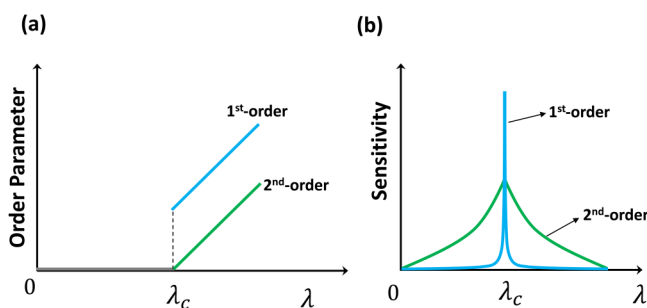 (a)
Order Parameter
1st-order
2nd-order
0
λc
λ
(b)
Sensitivity
1st-order
2nd-order
0
λc
λ